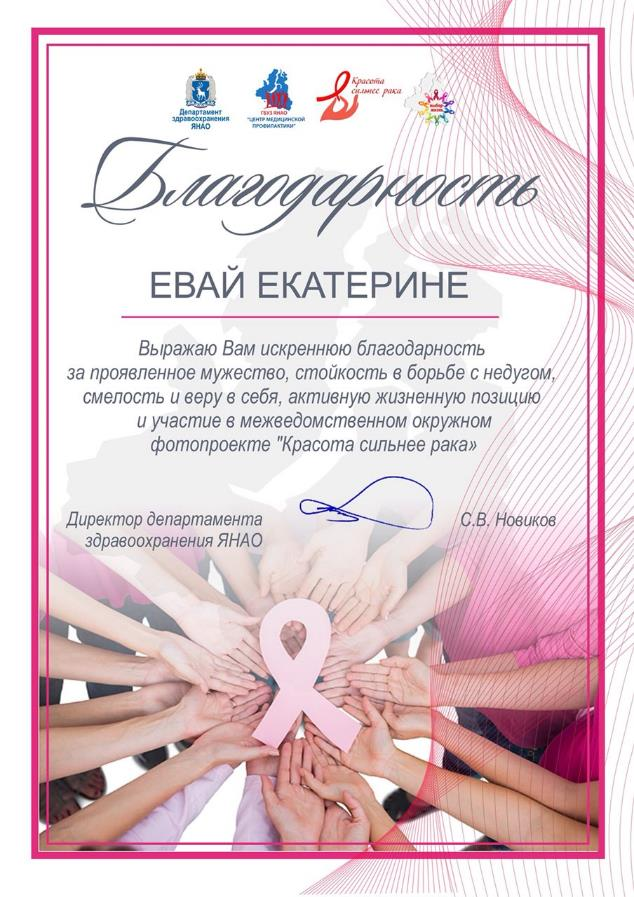 Департамент
здравоохранения
ЯНАО
ГБУЗ ЯНАО
"ЦЕНТР МЕДИЦИНСКОЙ
ПРОФИЛАКТИКИ"
Красота
сильнее рака
выбор
жизнь
Благодарность
ЕВАЙ ЕКАТЕРИНЕ
Выражаю Вам искреннюю благодарность
за проявленное мужество, стойкость в борьбе с недугом,
смелость и веру в себя, активную жизненную позицию
и участие в межведомственном окружном
фотопроекте "Красота сильнее рака»
Директор департамента
здравоохранения ЯНАО
С.В. Новиков